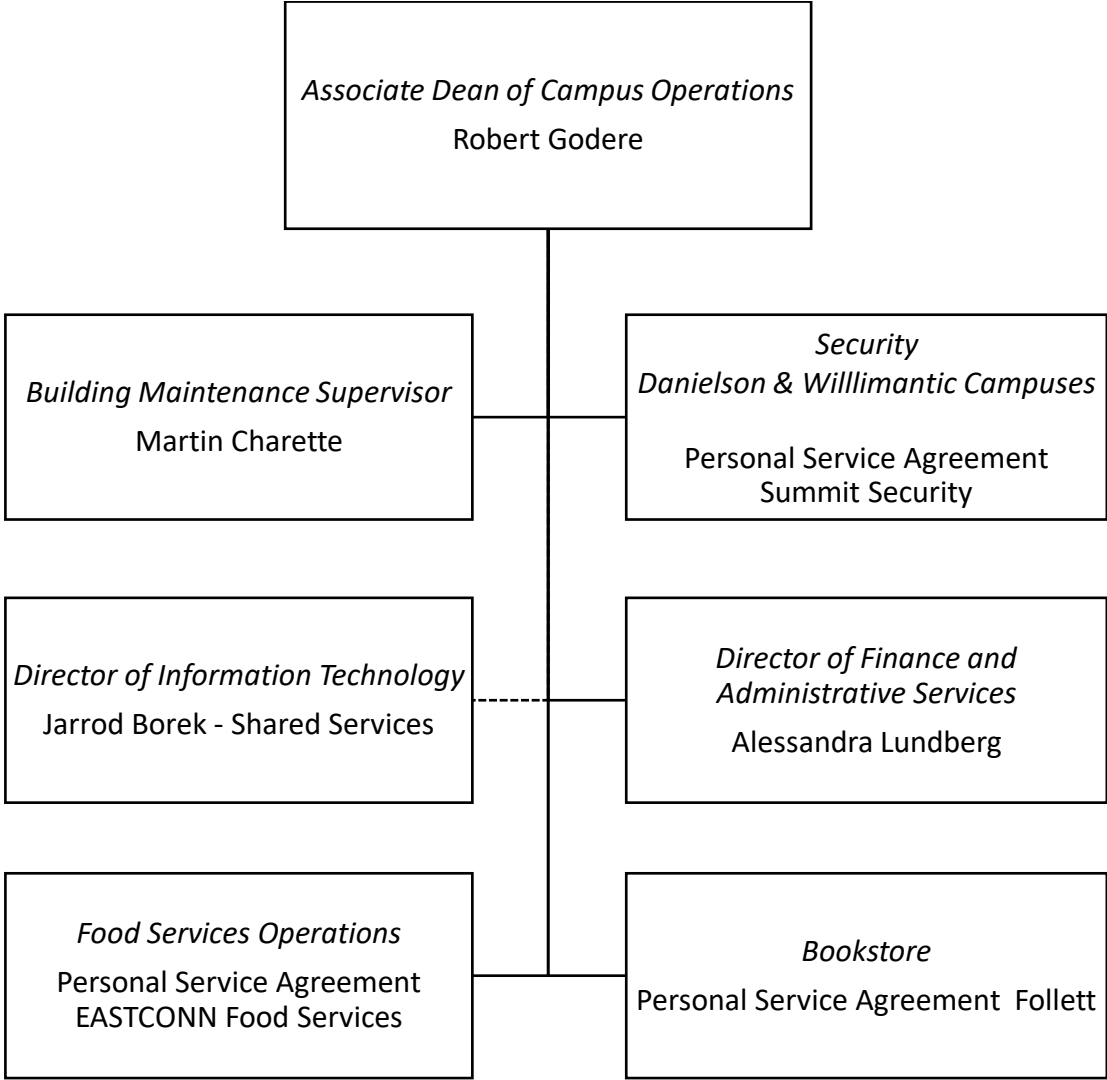 Associate Dean of Campus Operations
Robert Godere
Building Maintenance Supervisor
Martin Charette
Security
Danielson & Willlimantic Campuses
Personal Service Agreement
Summit Security
Director of Information Technology
Jarrod Borek - Shared Services
Director of Finance and
Administrative Services
Alessandra Lundberg
Food Services Operations
Personal Service Agreement
EASTCONN Food Services
Bookstore
Personal Service Agreement  Follett